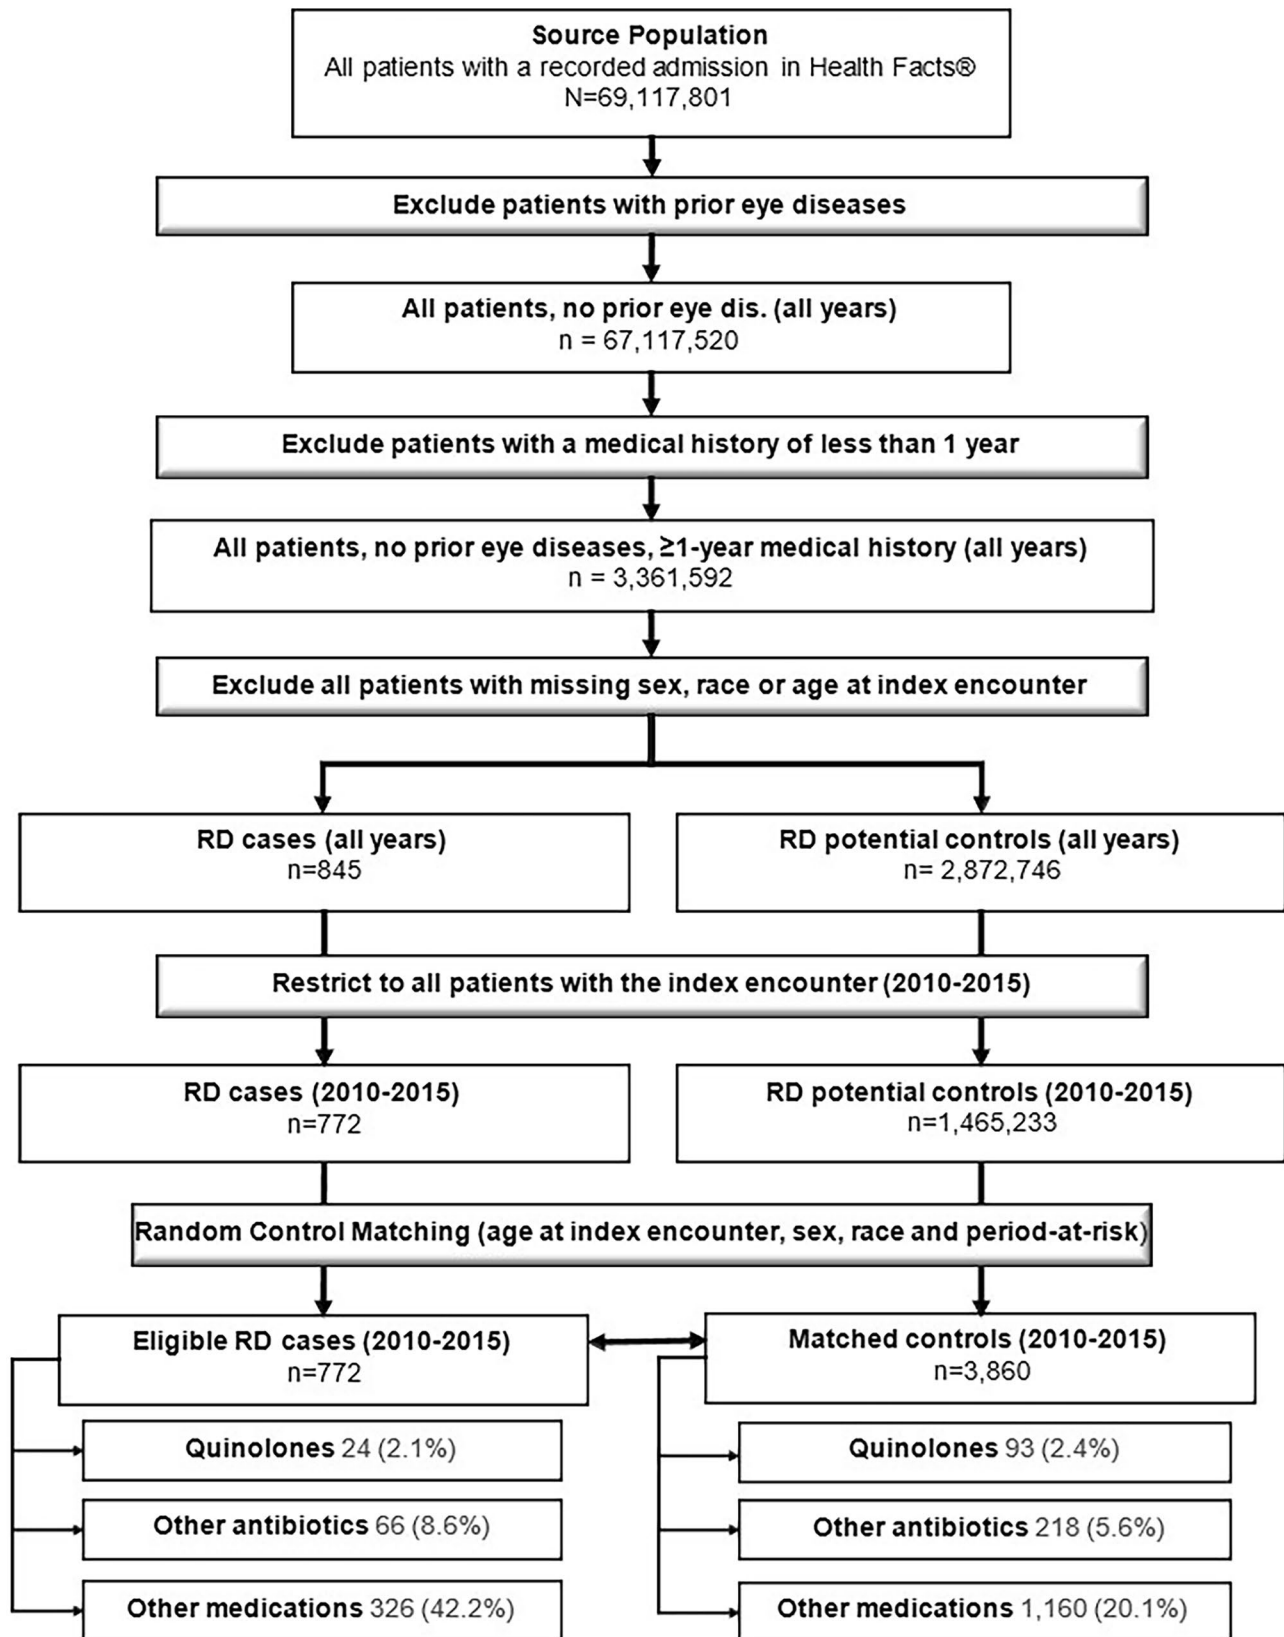 Source Population
All patients with a recorded admission in Health Facts®
N=69,117,801
Exclude patients with prior eye diseases
All patients, no prior eye dis. (all years)
n = 67,117,520
Exclude patients with a medical history of less than 1 year
All patients, no prior eye diseases, ≥1-year medical history (all years)
n = 3,361,592
Exclude all patients with missing sex, race or age at index encounter
RD cases (all years)
n=845
RD potential controls (all years)
n= 2,872,746
Restrict to all patients with the index encounter (2010-2015)
RD cases (2010-2015)
n=772
RD potential controls (2010-2015)
n=1,465,233
Random Control Matching (age at index encounter, sex, race and period-at-risk)
Eligible RD cases (2010-2015)
n=772
Matched controls (2010-2015)
n=3,860
Quinolones 24 (2.1%)
Other antibiotics 66 (8.6%)
Other medications 326 (42.2%)
Quinolones 93 (2.4%)
Other antibiotics 218 (5.6%)
Other medications 1,160 (20.1%)